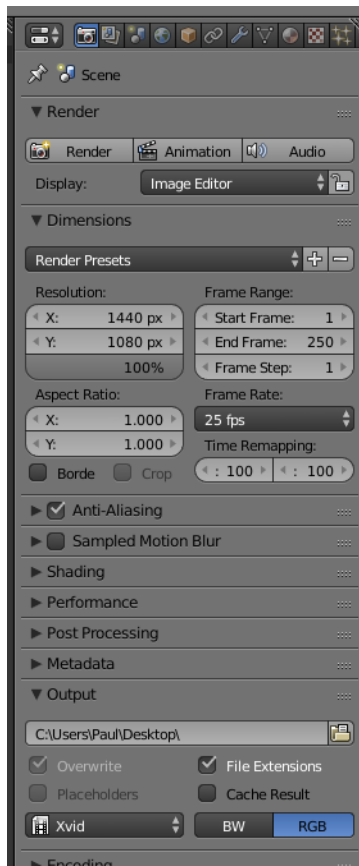 Scene
Render
Render Animation Audio
Display: Image Editor
Dimensions
Render Presets
Resolution: Frame Range:
X: 1440 px Start Frame: 1
Y: 1080 px End Frame: 250
100% Frame Step: 1
Aspect Ratio: Frame Rate:
X: 1.000 25 fps
Y: 1.000 Time Remapping:
Borde Crop : 100 : 100
Anti-Aliasing
Sampled Motion Blur
Shading
Performance
Post Processing
Metadata
Output
C:\Users\Paul\Desktop\
Overwrite File Extensions
Placeholders Cache Result
Xvid BW RGB
Encoding